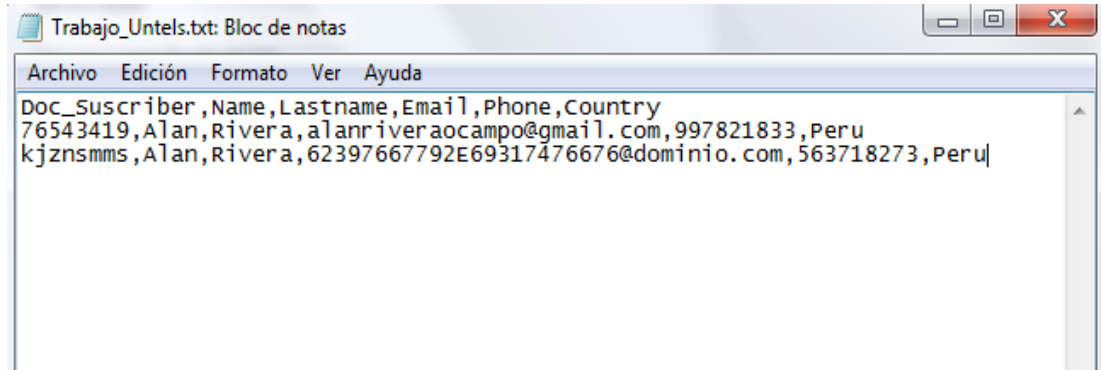 Trabajo_Untels.txt: Bloc de notas
Archivo Edición Formato Ver Ayuda
Doc_Suscriber,Name,Lastname,Email,Phone,Country
76543419,Alan,Rivera,alanriveraocampo@gmail.com,997821833,Peru
kjznsmms,Alan,Rivera,62397667792E69317476676@dominio.com,563718273,Peru